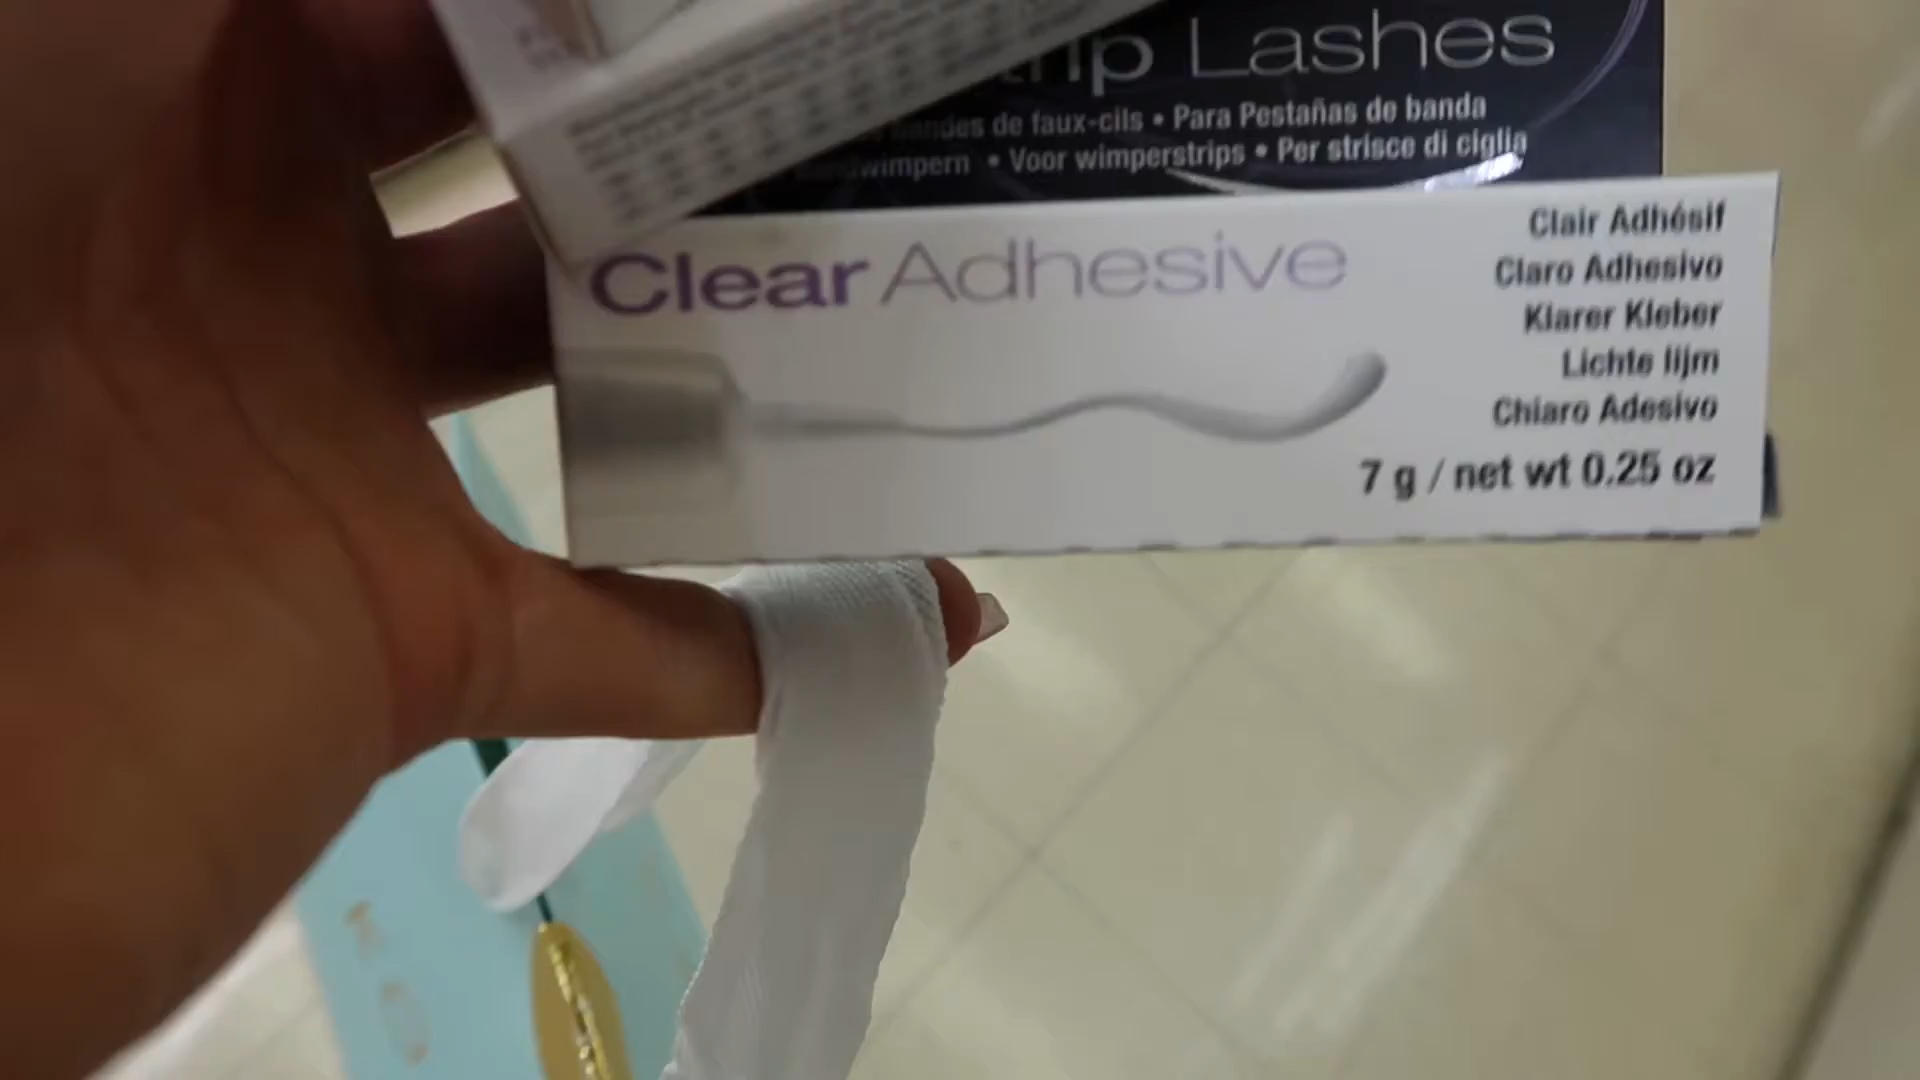 Lashes
de faux-cils • Para Pestañas de banda
wimpern • Voor wimperstrips • Per strisce di ciglia
Clear Adhesive
Clair Adhésif
Claro Adhesivo
Klarer Kleber
Lichte lijm
Chiaro Adesivo
7 g / net wt 0.25 oz